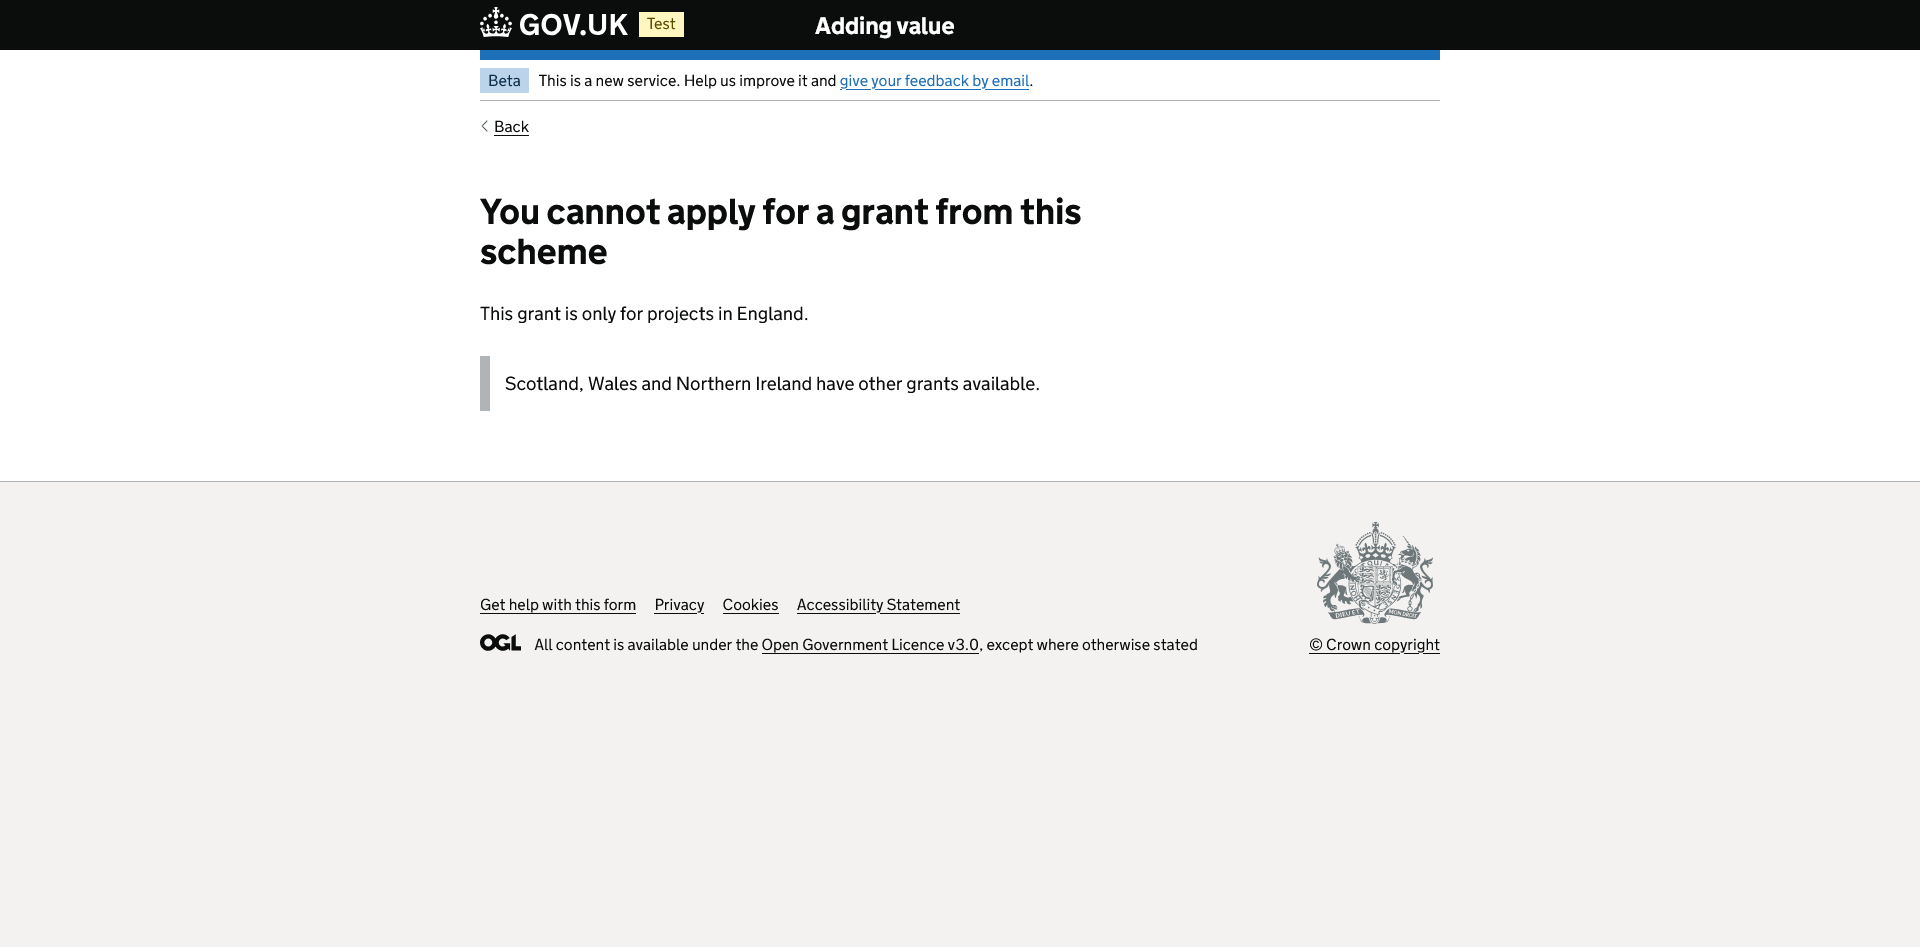 GOV.UK Test Adding value
Beta This is a new service. Help us improve it and give your feedback by email.
Back
You cannot apply for a grant from this
scheme
This grant is only for projects in England.
Scotland, Wales and Northern Ireland have other grants available.
Get help with this form Privacy Cookies Accessibility Statement
OGL All content is available under the Open Government Licence v3.0, except where otherwise stated
© Crown copyright